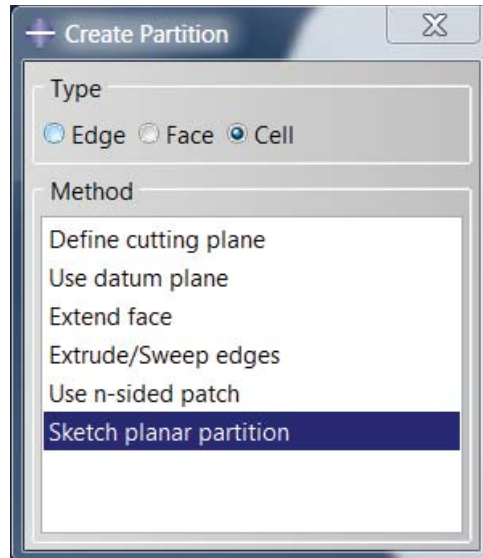 Create Partition
Type
Edge Face Cell
Method
Define cutting plane
Use datum plane
Extend face
Extrude/Sweep edges
Use n-sided patch
Sketch planar partition